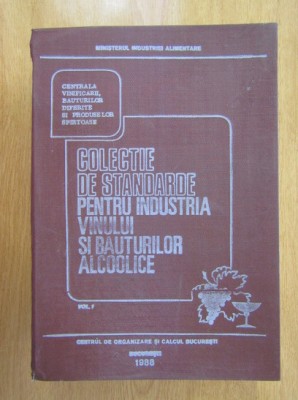 MINISTERUL INDUSTRIEI ALIMENTARE
CENTRALA
VINIFICARE,
BAUTURILOR
DIFERITE
SI PRODUSELOR
SPIRTOASE
COLECTIE
DE STANDARDE
PENTRU INDUSTRIA
VINULUI
SI BAUTURILOR
ALCOOLICE
VOL. I
CENTRUL DE ORGANIZARE ȘI CALCUL BUCUREȘTI
BUCUREȘTI
1988